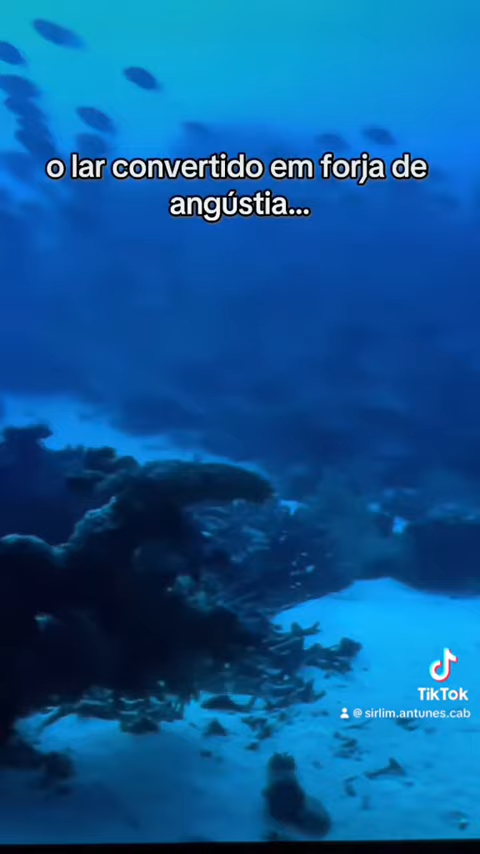 o lar convertido em forja de
angústia...
TikTok
@ sirlim.antunes.cab